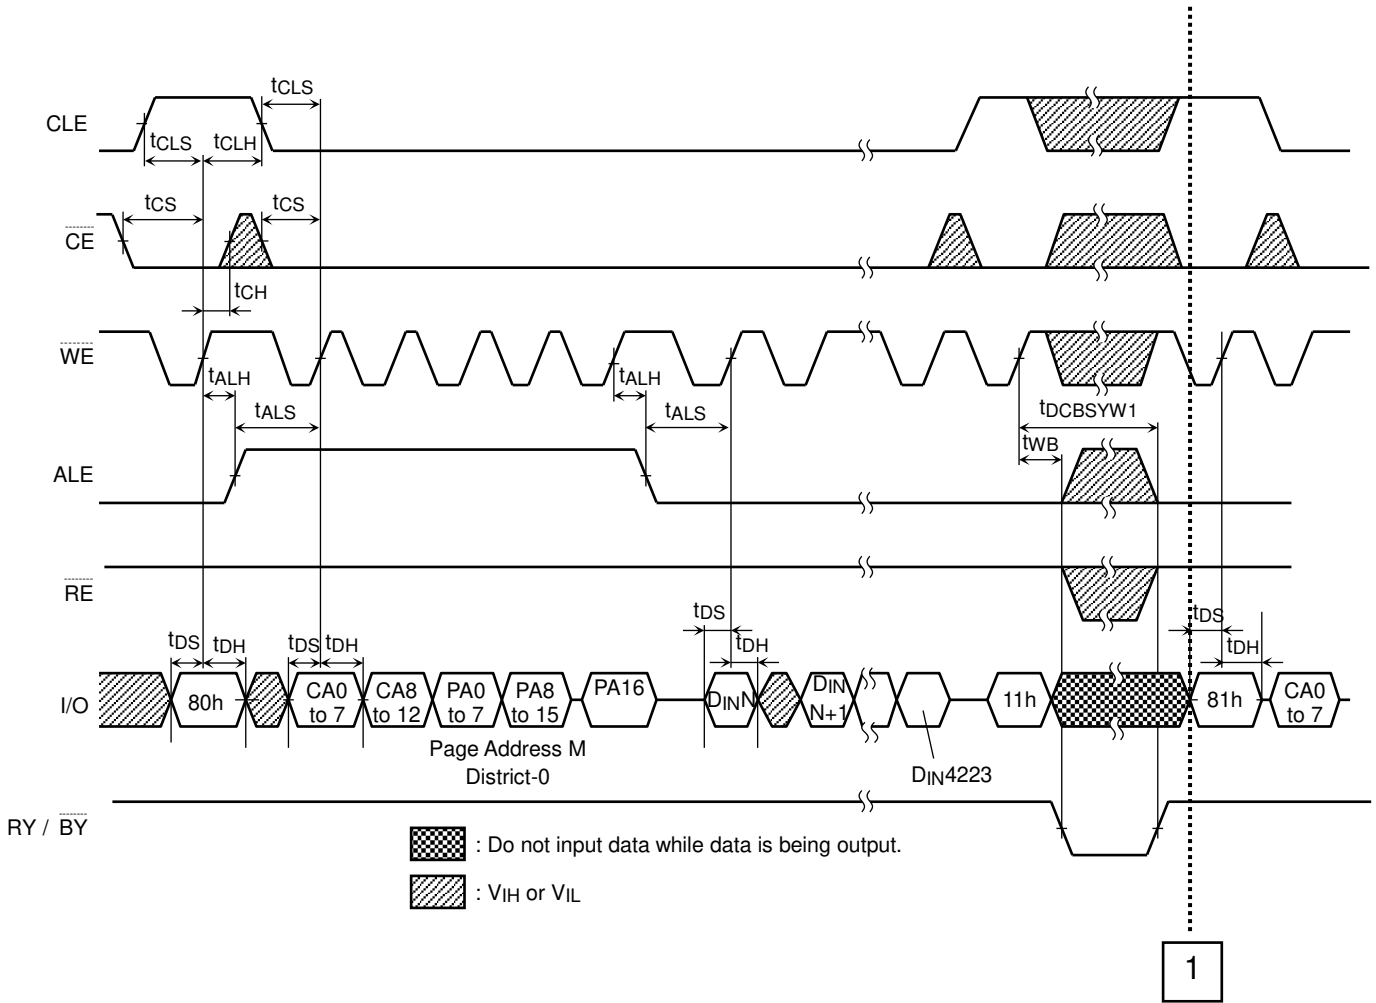 tCLS
CLE
tCLS tCLH
tCS tCS
CE
tCH
WE
tALH tALH
tALS tALS tDCBSYW1
tWB
ALE
RE
tDS tDH tDS tDH tDS tDH tDS tDH
I/O
80h
CA0 to 7
CA8 to 12
PA0 to 7
PA8 to 15
PA16
DINN
DIN N+1
11h
81h
CA0 to 7
Page Address M
District-0
DIN4223
RY / BY
: Do not input data while data is being output.
: VIH or VIL
1